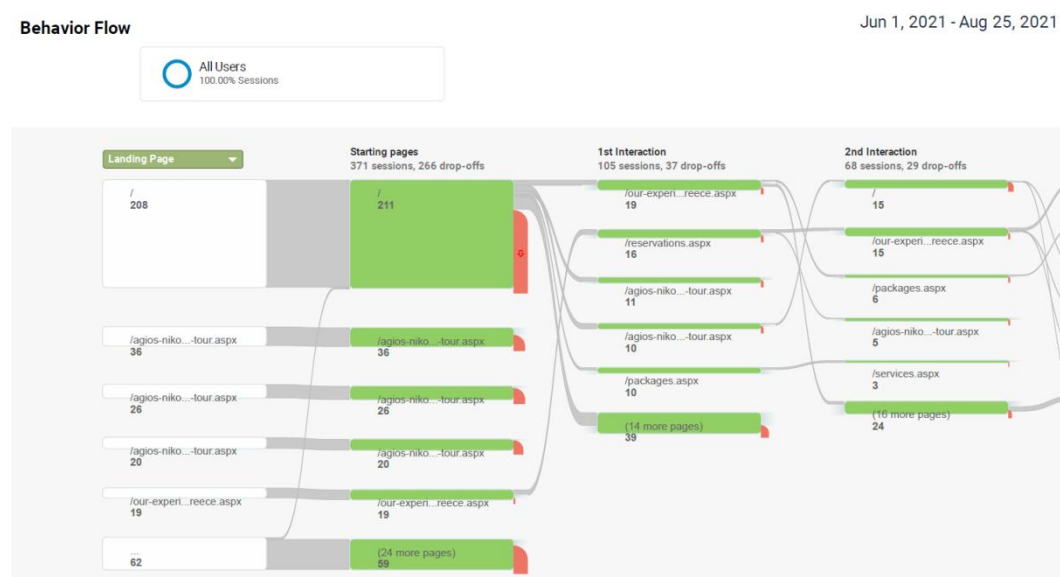 Behavior Flow
Jun 1, 2021 - Aug 25, 2021
All Users
100.00% Sessions
Landing Page
/
208
/agios-niko...-tour.aspx
36
/agios-niko...-tour.aspx
26
/agios-niko...-tour.aspx
20
/our-experi...reece.aspx
19
...
62
Starting pages
371 sessions, 266 drop-offs
/
211
/agios-niko...-tour.aspx
36
/agios-niko...-tour.aspx
26
/agios-niko...-tour.aspx
20
/our-experi...reece.aspx
19
(24 more pages)
59
1st Interaction
105 sessions, 37 drop-offs
/our-experi...reece.aspx
19
/reservations.aspx
16
/agios-niko...-tour.aspx
11
/agios-niko...-tour.aspx
10
/packages.aspx
10
(14 more pages)
39
2nd Interaction
68 sessions, 29 drop-offs
/
15
/our-experi...reece.aspx
15
/packages.aspx
6
/agios-niko...-tour.aspx
5
/services.aspx
3
(16 more pages)
24